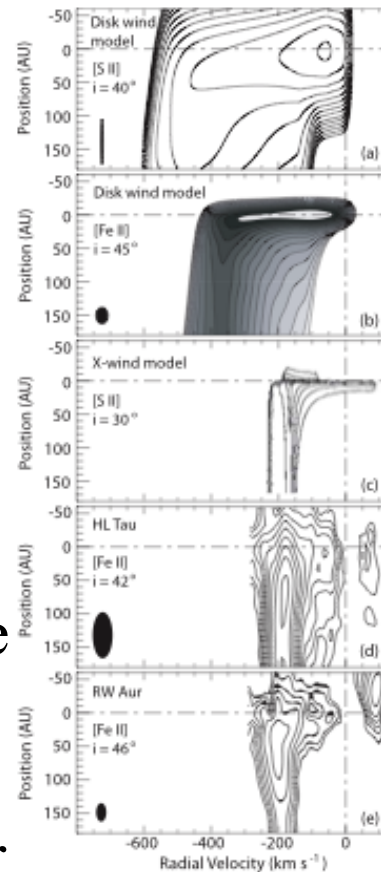 -50
0
50
100
150
Position (AU)
Disk wind
model
[S II]
i = 40°
(a)
-50
0
50
100
150
Position (AU)
Disk wind model
[Fe II]
i = 45°
(b)
-50
0
50
100
150
Position (AU)
X-wind model
[S II]
i = 30°
(c)
-50
0
50
100
150
Position (AU)
HL Tau
[Fe II]
i = 42°
(d)
e
-50
0
50
100
150
Position (AU)
RW Aur
[Fe II]
i = 46°
(e)
-600 -400 -200 0
Radial Velocity (km s⁻¹)